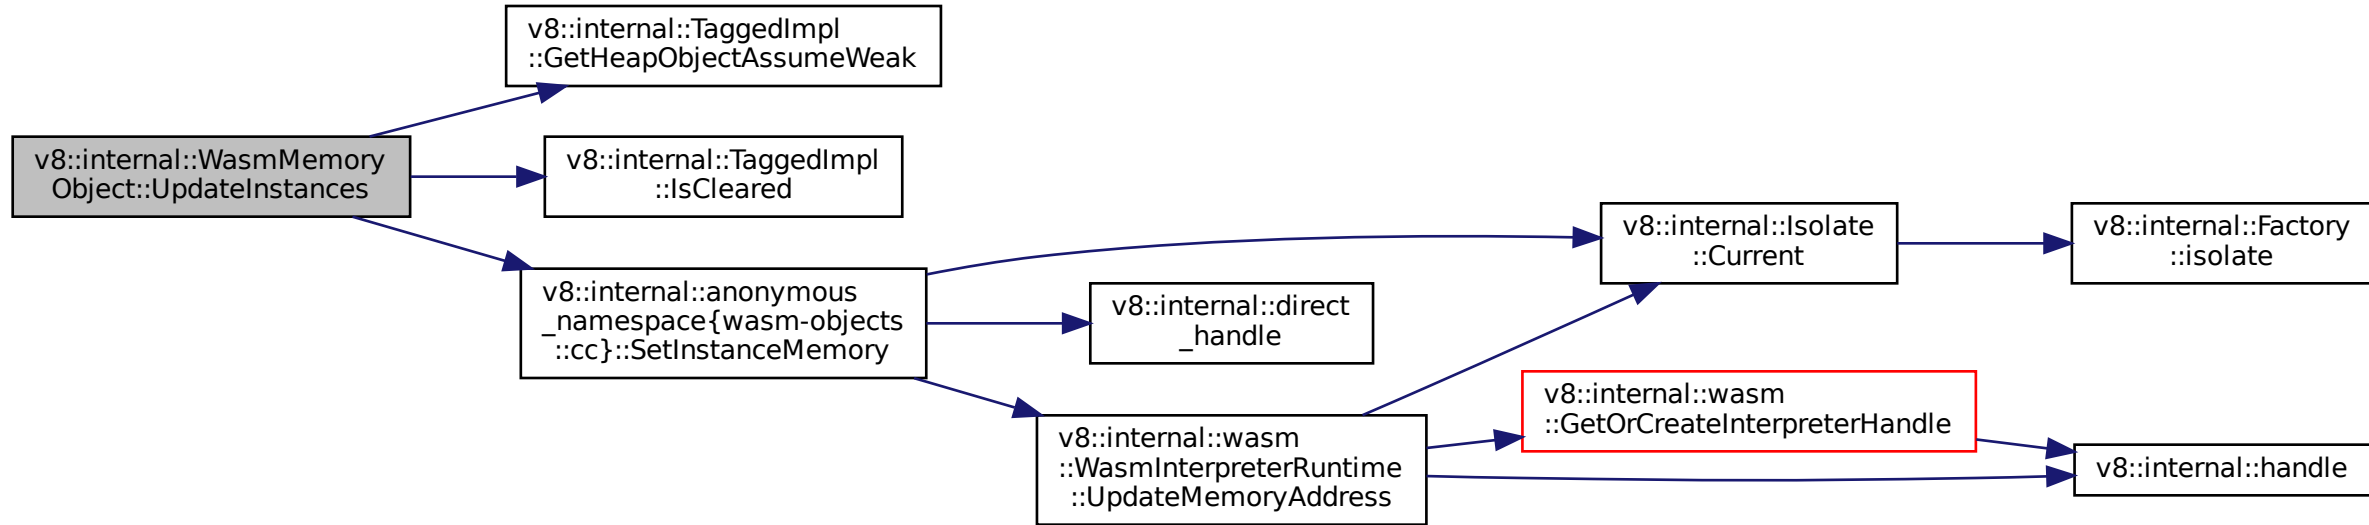 v8::internal::TaggedImpl
::GetHeapObjectAssumeWeak
v8::internal::WasmMemory
Object::UpdateInstances
v8::internal::TaggedImpl
::IsCleared
v8::internal::anonymous
_namespace{wasm-objects
::cc}::SetInstanceMemory
v8::internal::Isolate
::Current
v8::internal::Factory
::isolate
v8::internal::direct
_handle
v8::internal::wasm
::WasmInterpreterRuntime
::UpdateMemoryAddress
v8::internal::wasm
::GetOrCreateInterpreterHandle
v8::internal::handle